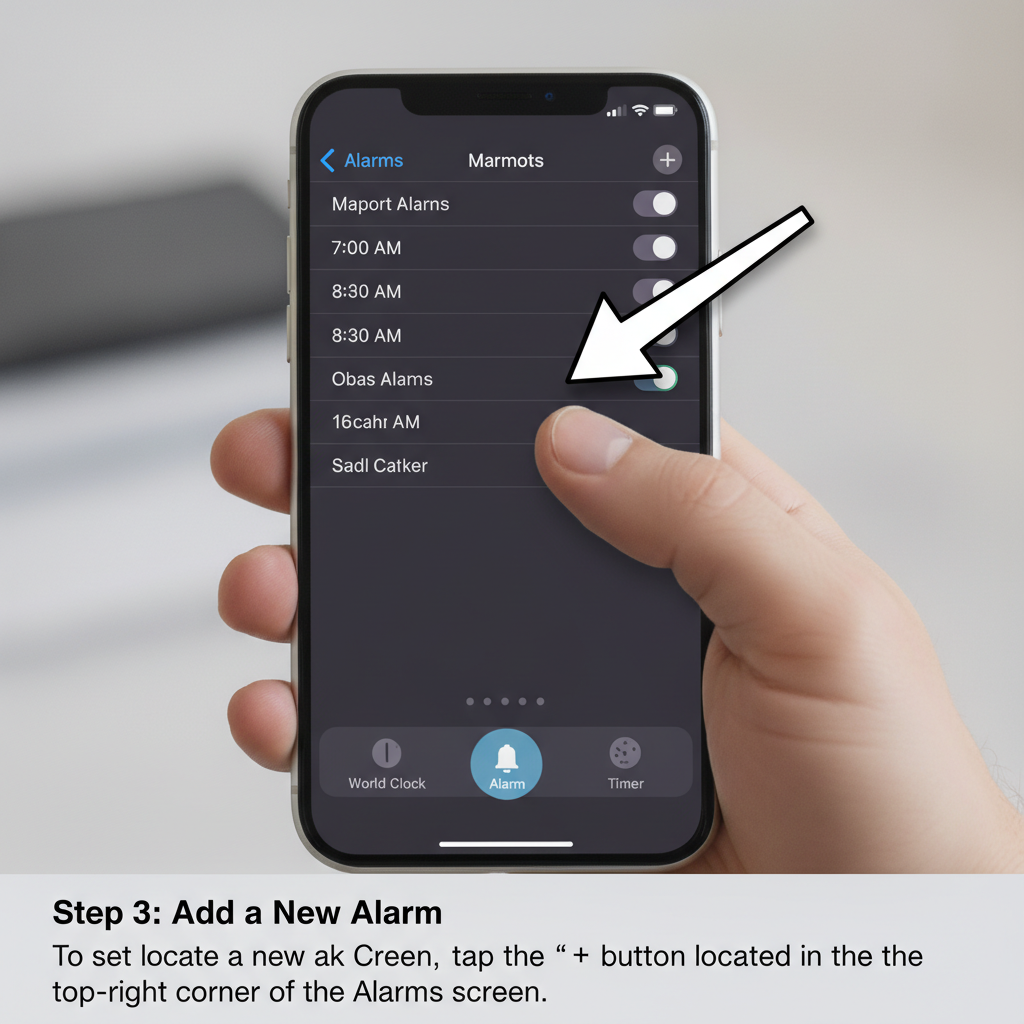 Alarms Marmots +
Maport Alarns
7:00 AM
8:30 AM
8:30 AM
Obas Alams
16cahr AM
Sadl Catker
World Clock Alarm Timer
Step 3: Add a New Alarm
To set locate a new ak Creen, tap the “ + button located in the the
top-right corner of the Alarms screen.